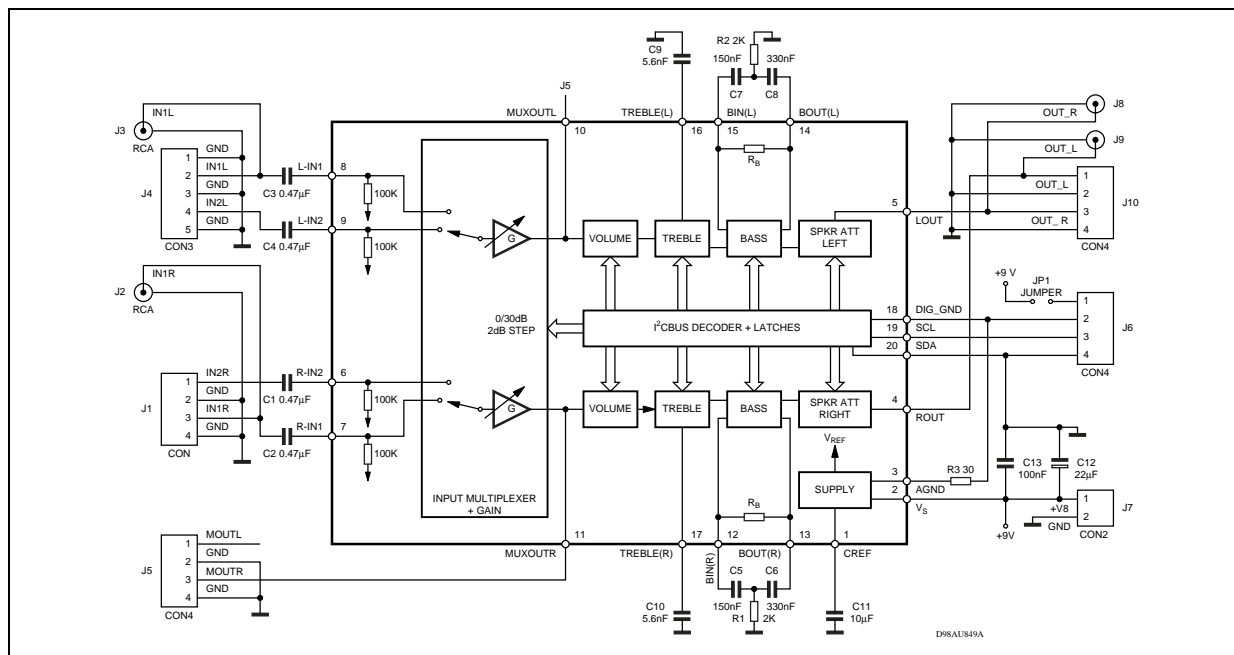 C9
5.6nF
R2 2K
150nF
330nF
C7
C8
J5
MUXOUTL
TREBLE(L)
BIN(L)
BOUT(L)
10
16
15
14
J3
IN1L
RCA
J4
1
2
3
4
5
GND
IN1L
GND
IN2L
GND
CON3
C3 0.47µF
L-IN1
8
100K
C4 0.47µF
L-IN2
9
100K
J2
IN1R
RCA
J1
1
2
3
4
IN2R
GND
IN1R
GND
CON
C1 0.47µF
R-IN2
6
100K
C2 0.47µF
R-IN1
7
100K
G
0/30dB
2dB STEP
G
INPUT MULTIPLEXER
+ GAIN
RB
VOLUME
TREBLE
BASS
SPKR ATT
LEFT
I2CBUS DECODER + LATCHES
VOLUME
TREBLE
BASS
SPKR ATT
RIGHT
VREF
SUPPLY
RB
5
LOUT
18
DIG_GND
19
SCL
20
SDA
4
ROUT
3
AGND
2
VS
R3 30
J8
OUT_R
J9
OUT_L
OUT_L
OUT_R
1
2
3
4
J10
CON4
+9 V
JP1
JUMPER
1
2
3
4
J6
CON4
C13
100nF
C12
22µF
+V8
GND
1
2
J7
CON2
+9V
11
MUXOUTR
17
TREBLE(R)
12
BIN(R)
13
BOUT(R)
1
CREF
J5
1
2
3
4
MOUTL
GND
MOUTR
GND
CON4
C10
5.6nF
C5
C6
150nF
330nF
R1
2K
C11
10µF
D98AU849A